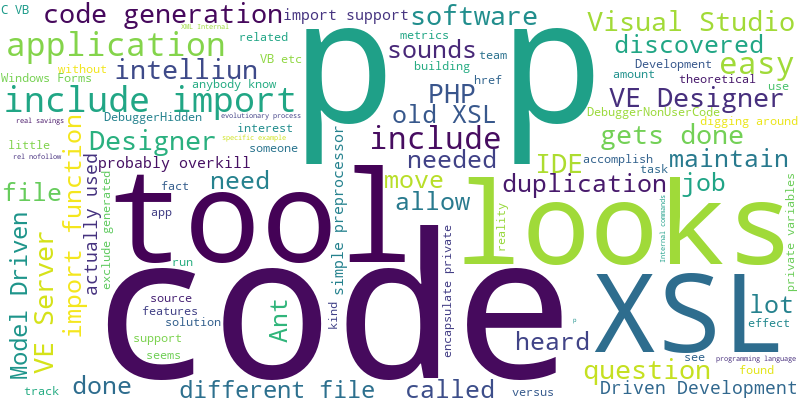 C VB
XML Internal
code generation
import support
software
Visual Studio
related
metrics
p p
application
VB etc
sounds
team
discovered
Windows Forms
without
intelliun
building
href
Development
theoretical
easy
anybody know
amount
use
include import
PHP
VE Designer
DebuggerHidden
evolutionary process
old XSL
DebuggerNonUserCode
real savings
digging around
little
Designer
interest
specific example
include
gets done
rel nofollow
probably overkill
someone
needed
IDE
accomplish
maintain
task
file
import function
actually used
exclude generated
fact
need
simple preprocessor
move
duplication
job
app
tool
allow
looks
reality
Internal commands
private variables
Model Driven
VE Server
run
code
encapsulate private
XSL
source
features
solution
Ant
kind
lot
effect
support
heard
seems
see
programming language
question
found
track
done
different file
called
versus
Driven Development